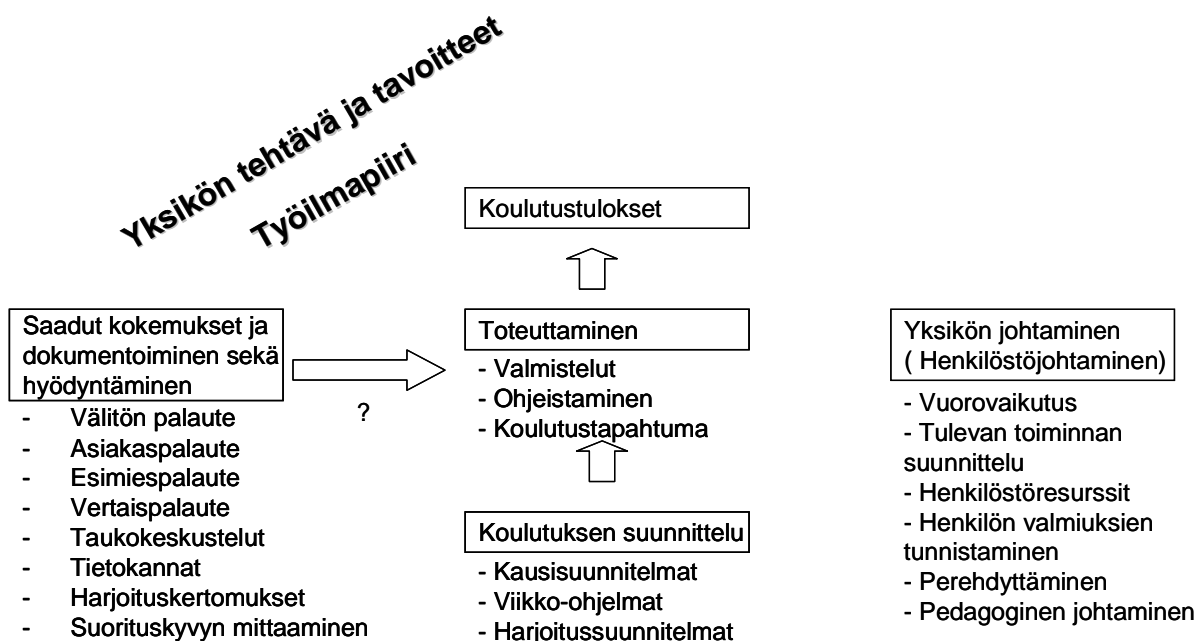 Yksikön tehtävä ja tavoitteet
Työilmapiiri
Koulutustulokset
Saadut kokemukset ja
dokumentoiminen sekä
hyödyntäminen
- Välitön palaute
- Asiakaspalaute
- Esimiespalaute
- Vertaispalaute
- Taukokeskustelut
- Tietokannat
- Harjoituskertomukset
- Suorituskyvyn mittaaminen
?
Toteuttaminen
- Valmistelut
- Ohjeistaminen
- Koulutustapahtuma
Koulutuksen suunnittelu
- Kausisuunnitelmat
- Viikko-ohjelmat
- Harjoitussuunnitelmat
Yksikön johtaminen
( Henkilöstöjohtaminen)
- Vuorovaikutus
- Tulevan toiminnan
suunnittelu
- Henkilöstöresurssit
- Henkilön valmiuksien
tunnistaminen
- Perehdyttäminen
- Pedagoginen johtaminen